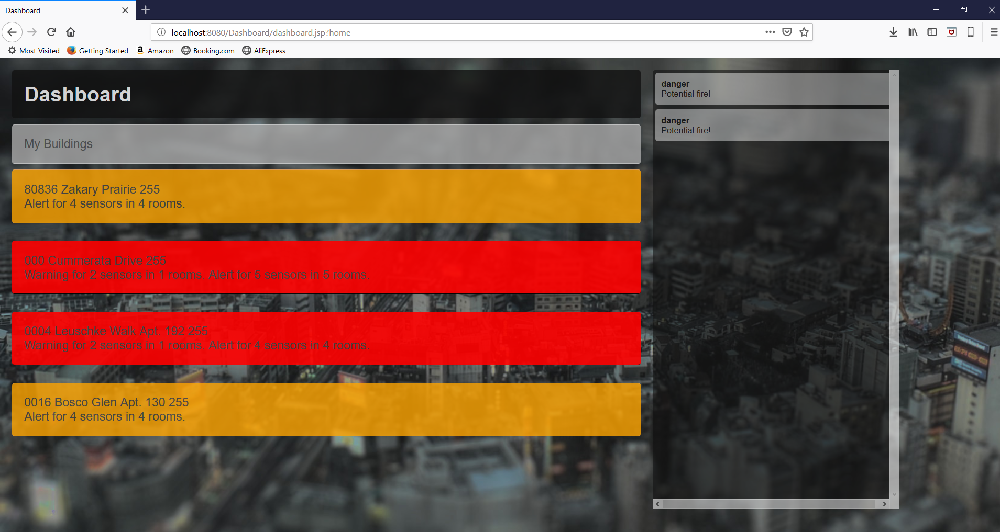 Dashboard
localhost:8080/Dashboard/dashboard.jsp?home
Most Visited
Getting Started
Amazon
Booking.com
AliExpress
Dashboard
My Buildings
80836 Zakary Prairie 255
Alert for 4 sensors in 4 rooms.
000 Cummerata Drive 255
Warning for 2 sensors in 1 rooms. Alert for 5 sensors in 5 rooms.
0004 Leuschke Walk Apt. 192 255
Warning for 2 sensors in 1 rooms. Alert for 4 sensors in 4 rooms.
0016 Bosco Glen Apt. 130 255
Alert for 4 sensors in 4 rooms.
danger
Potential fire!
danger
Potential fire!